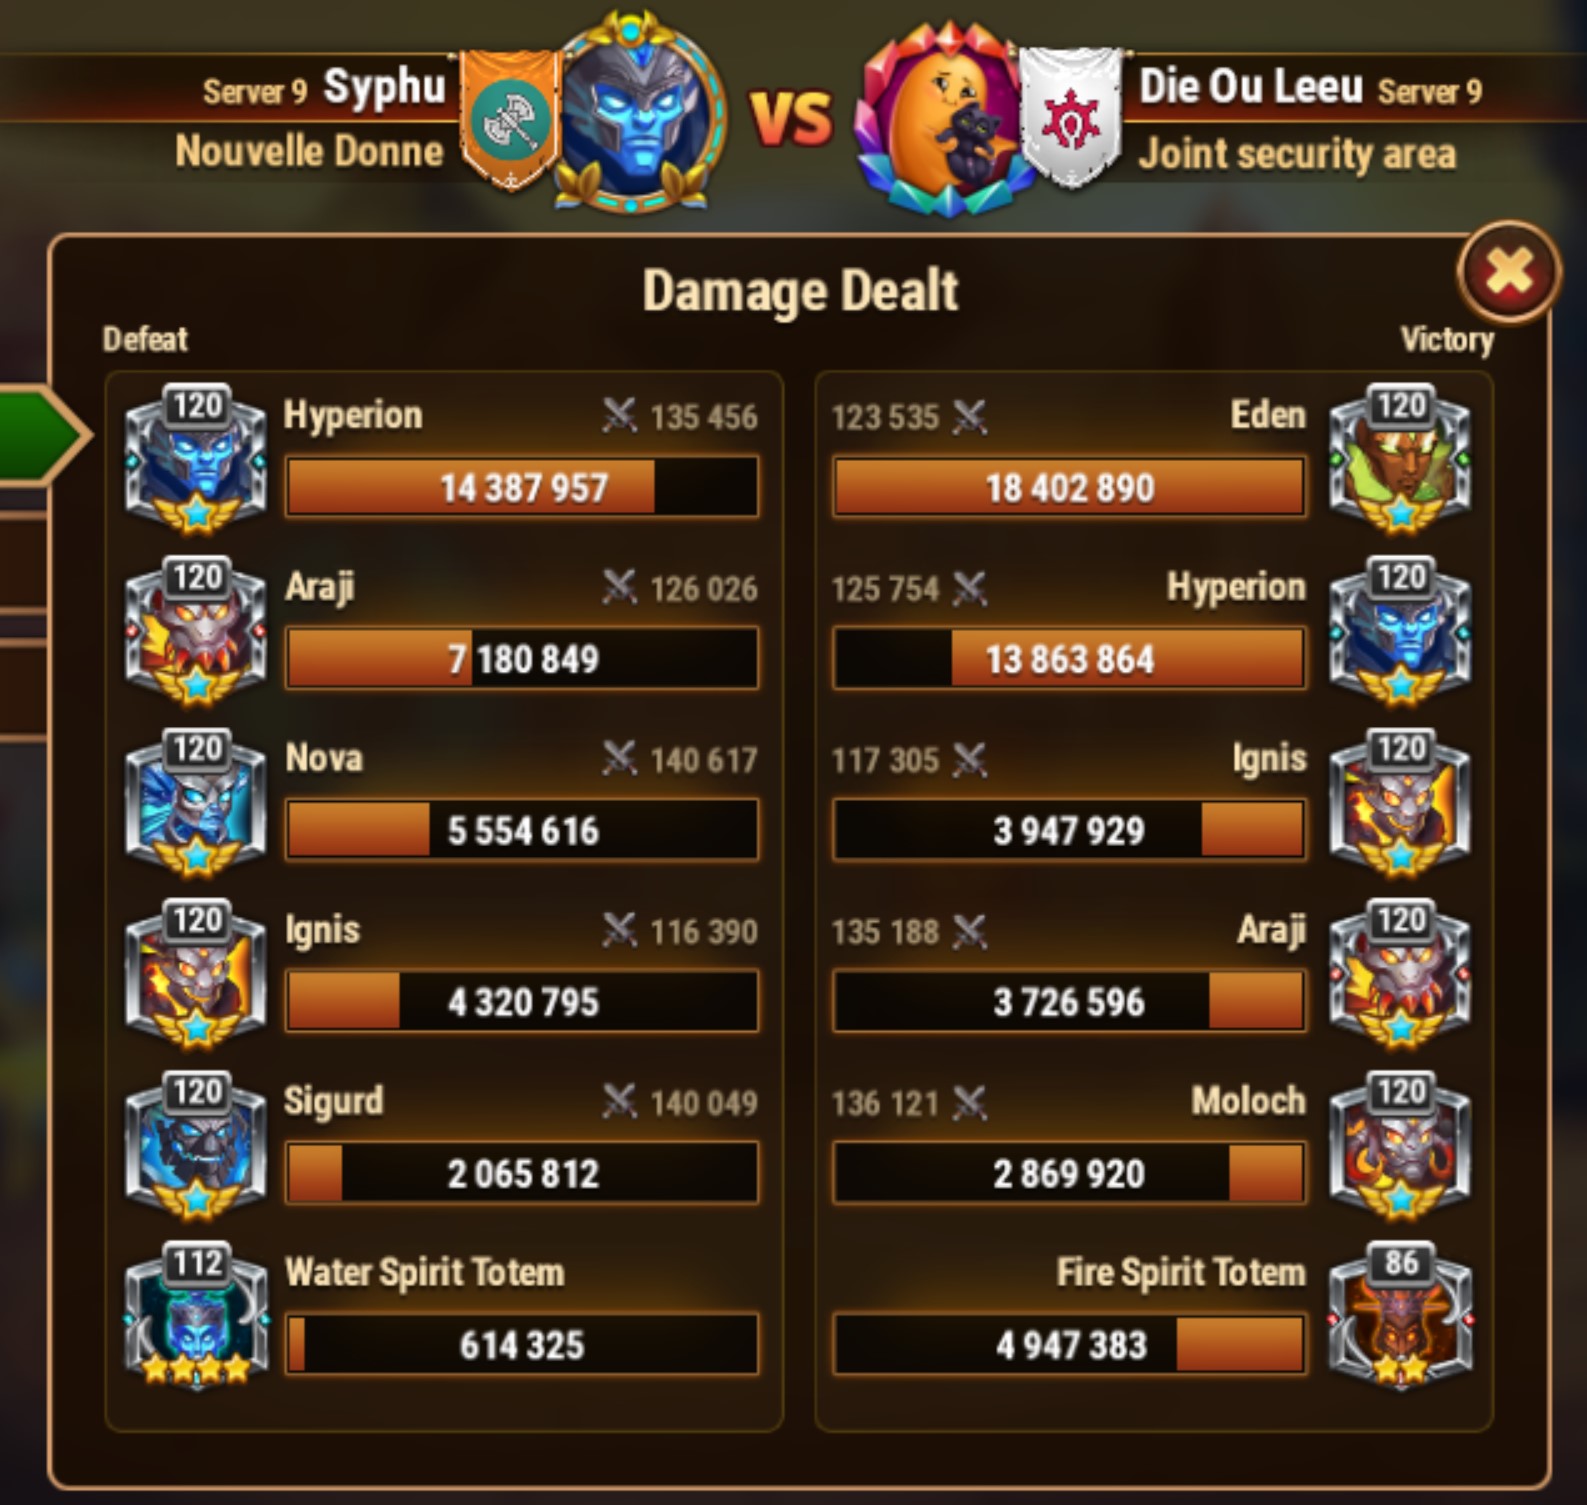 Server 9 Syphu VS Die Ou Leeu Server 9
Nouvelle Donne Joint security area
Damage Dealt
Defeat Victory
120 Hyperion 135 456 123 535 Eden 120
14 387 957 18 402 890
120 Araji 126 026 125 754 Hyperion 120
7 180 849 13 863 864
120 Nova 140 617 117 305 Ignis 120
5 554 616 3 947 929
120 Ignis 116 390 135 188 Araji 120
4 320 795 3 726 596
120 Sigurd 140 049 136 121 Moloch 120
2 065 812 2 869 920
112 Water Spirit Totem Fire Spirit Totem 86
614 325 4 947 383